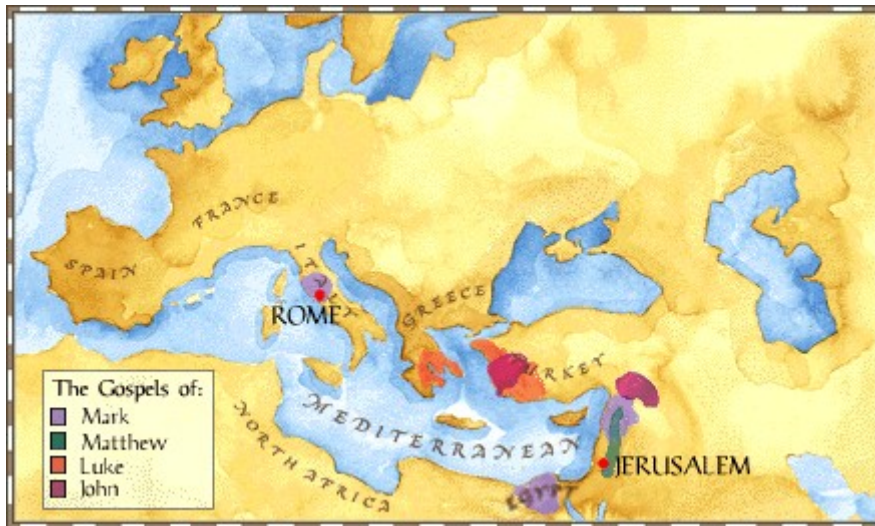 FRANCE
SPAIN
ITALY
ROME
GREECE
TURKEY
MEDITERRANEAN
NORTH AFRICA
EGYPT
JERUSALEM
The Gospels of:
Mark
Matthew
Luke
John